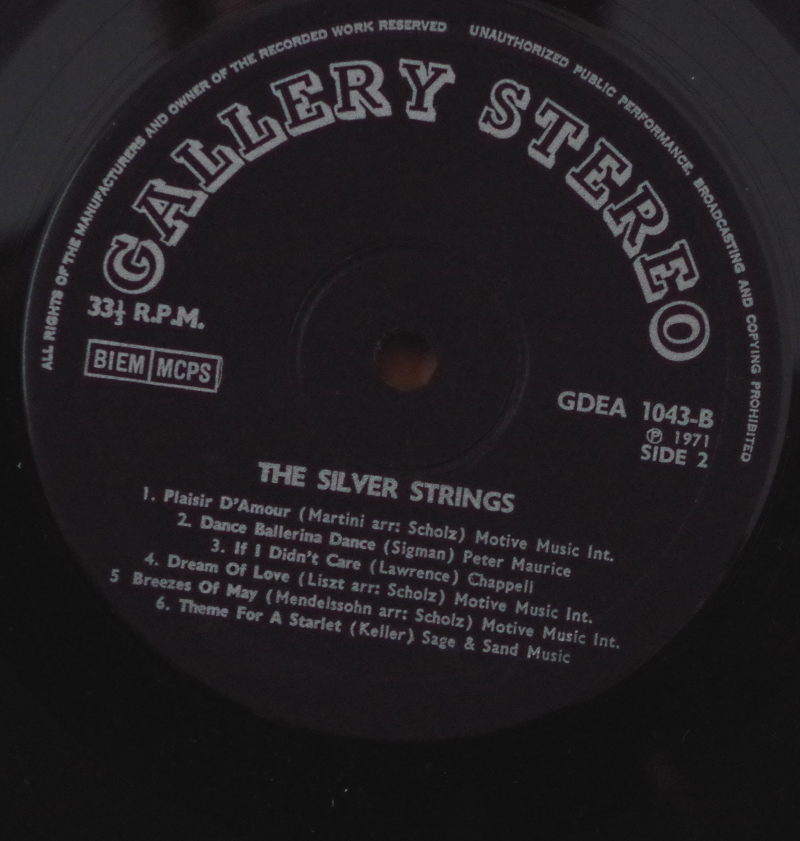 ALL RIGHTS OF THE MANUFACTURERS AND OWNER OF THE RECORDED WORK RESERVED UNAUTHORIZED PUBLIC PERFORMANCE, BROADCASTING AND COPYING PROHIBITED
GALLERY STEREO
33⅓ R.P.M.
BIEM MCPS
GDEA 1043-B
℗ 1971
SIDE 2
THE SILVER STRINGS
1. Plaisir D'Amour (Martini arr: Scholz) Motive Music Int.
2. Dance Ballerina Dance (Sigman) Peter Maurice
3. If I Didn't Care (Lawrence) Chappell
4. Dream Of Love (Liszt arr: Scholz) Motive Music Int.
5 Breezes Of May (Mendelssohn arr: Scholz) Motive Music Int.
6. Theme For A Starlet (Keller) Sage & Sand Music